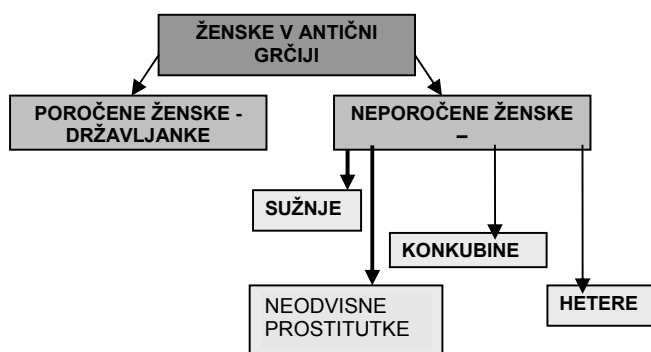 ŽENSKE V ANTIČNI
GRČIJI
POROČENE ŽENSKE -
DRŽAVLJANKE
NEPOROČENE ŽENSKE
–
SUŽNJE
KONKUBINE
NEODVISNE
PROSTITUTKE
HETERE